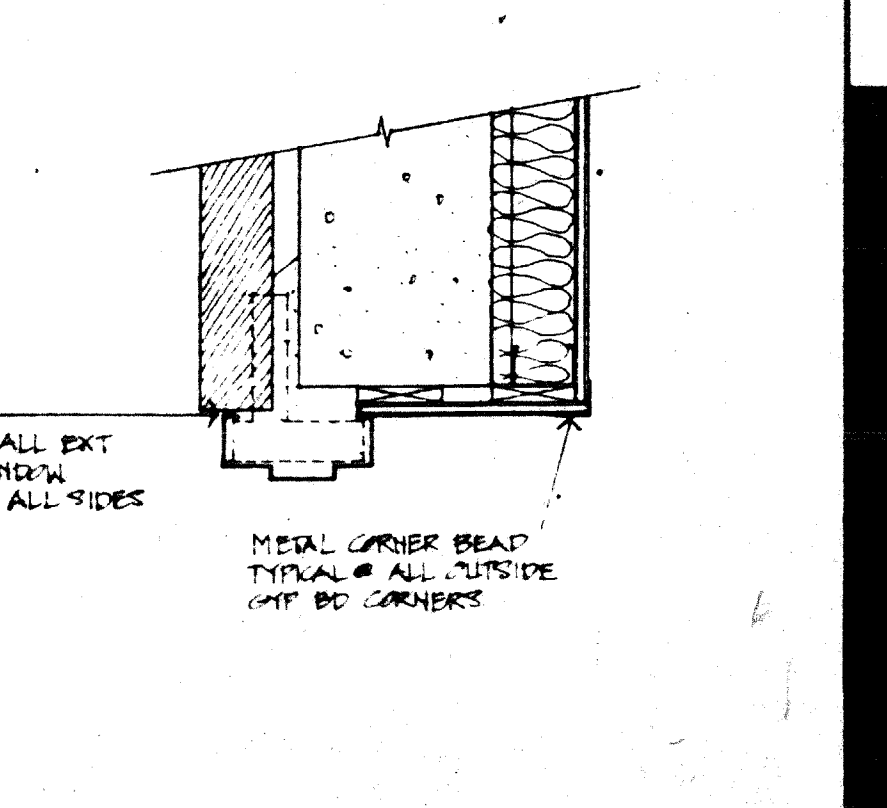 ALL EXT
NDOW
ALL SIDES
METAL CORNER BEAD
TYPICAL @ ALL OUTSIDE
GYP BD CORNERS